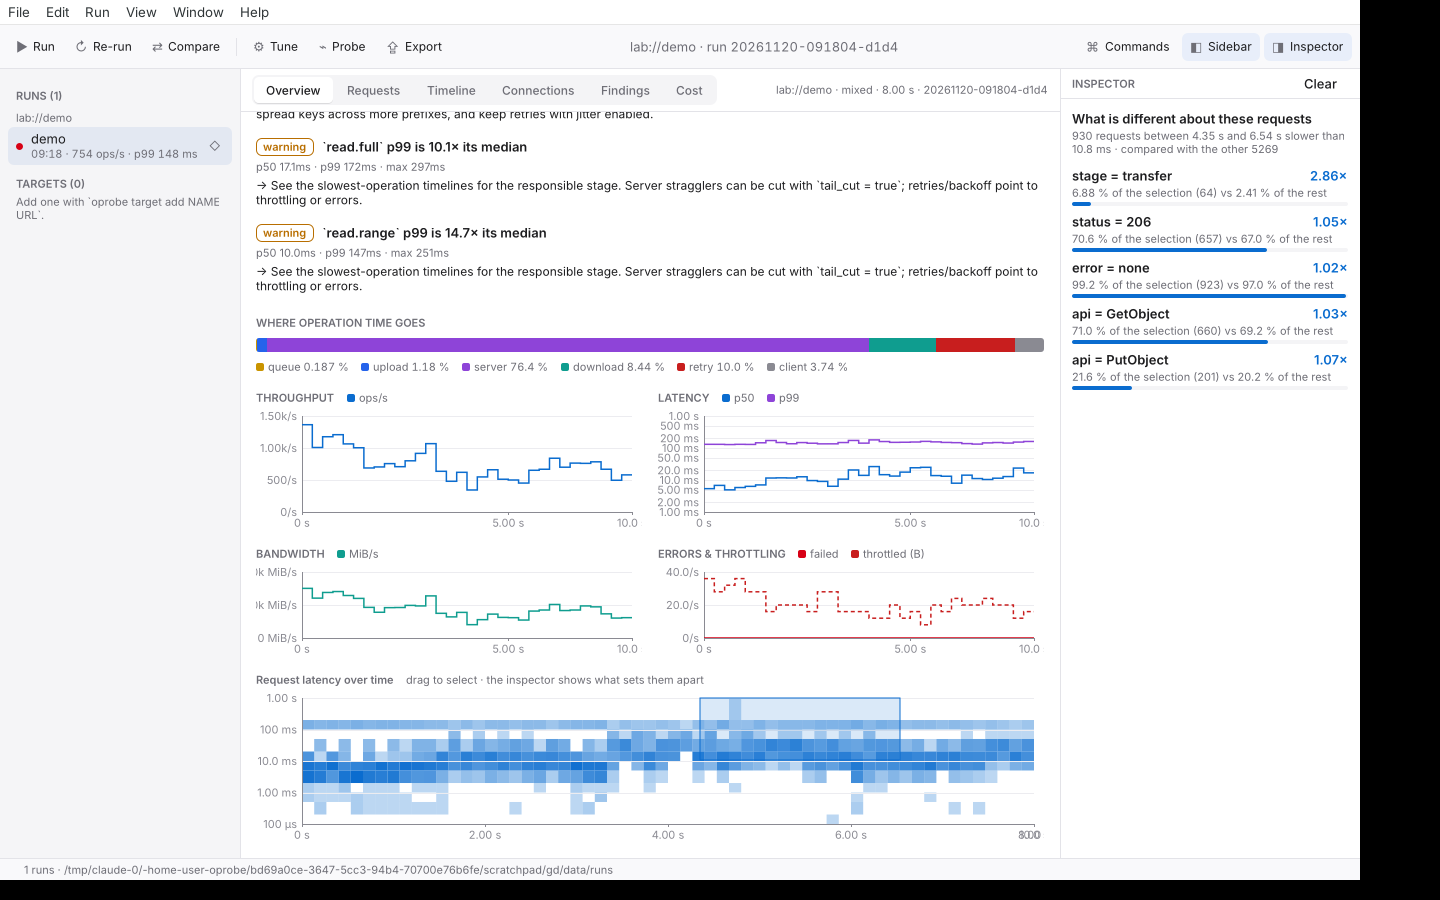 File Edit Run View Window Help
Run Re-run Compare Tune Probe Export lab://demo · run 20261120-091804-d1d4 Commands Sidebar Inspector
RUNS (1)
lab://demo
demo
09:18 · 754 ops/s · p99 148 ms
TARGETS (0)
Add one with `oprobe target add NAME
URL`.
Overview Requests Timeline Connections Findings Cost lab://demo · mixed · 8.00 s · 20261120-091804-d1d4
spread keys across more prefixes, and keep retries with jitter enabled.
warning `read.full` p99 is 10.1× its median
p50 17.1ms · p99 172ms · max 297ms
→ See the slowest-operation timelines for the responsible stage. Server stragglers can be cut with `tail_cut = true`; retries/backoff point to
throttling or errors.
warning `read.range` p99 is 14.7× its median
p50 10.0ms · p99 147ms · max 251ms
→ See the slowest-operation timelines for the responsible stage. Server stragglers can be cut with `tail_cut = true`; retries/backoff point to
throttling or errors.
WHERE OPERATION TIME GOES
queue 0.187 % upload 1.18 % server 76.4 % download 8.44 % retry 10.0 % client 3.74 %
THROUGHPUT ops/s
1.50k/s
1.00k/s
500/s
0/s
0 s 5.00 s 10.0
LATENCY p50 p99
1.00 s
500 ms
200 ms
100 ms
50.0 ms
20.0 ms
10.0 ms
5.00 ms
2.00 ms
1.00 ms
0 s 5.00 s 10.0
BANDWIDTH MiB/s
0k MiB/s
0k MiB/s
0 MiB/s
0 s 5.00 s 10.0
ERRORS & THROTTLING failed throttled (B)
40.0/s
20.0/s
0/s
0 s 5.00 s 10.0
Request latency over time drag to select · the inspector shows what sets them apart
1.00 s
100 ms
10.0 ms
1.00 ms
100 µs
0 s 2.00 s 4.00 s 6.00 s
INSPECTOR Clear
What is different about these requests
930 requests between 4.35 s and 6.54 s slower than
10.8 ms · compared with the other 5269
stage = transfer 2.86×
6.88 % of the selection (64) vs 2.41 % of the rest
status = 206 1.05×
70.6 % of the selection (657) vs 67.0 % of the rest
error = none 1.02×
99.2 % of the selection (923) vs 97.0 % of the rest
api = GetObject 1.03×
71.0 % of the selection (660) vs 69.2 % of the rest
api = PutObject 1.07×
21.6 % of the selection (201) vs 20.2 % of the rest
1 runs · /tmp/claude-0/-home-user-oprobe/bd69a0ce-3647-5cc3-94b4-70700e76b6fe/scratchpad/gd/data/runs